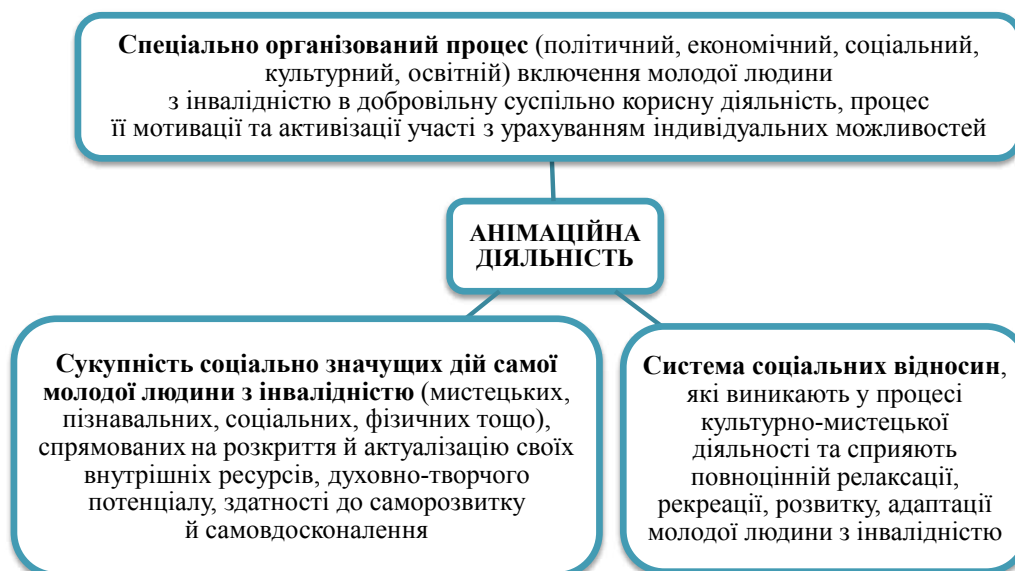 Спеціально організований процес (політичний, економічний, соціальний,
культурний, освітній) включення молодої людини
з інвалідністю в добровільну суспільно корисну діяльність, процес
її мотивації та активізації участі з урахуванням індивідуальних можливостей
АНІМАЦІЙНА
ДІЯЛЬНІСТЬ
Сукупність соціально значущих дій самої
молодої людини з інвалідністю (мистецьких,
пізнавальних, соціальних, фізичних тощо),
спрямованих на розкриття й актуалізацію своїх
внутрішніх ресурсів, духовно-творчого
потенціалу, здатності до саморозвитку
й самовдосконалення
Система соціальних відносин,
які виникають у процесі
культурно-мистецької
діяльності та сприяють
повноцінній релаксації,
рекреації, розвитку, адаптації
молодої людини з інвалідністю